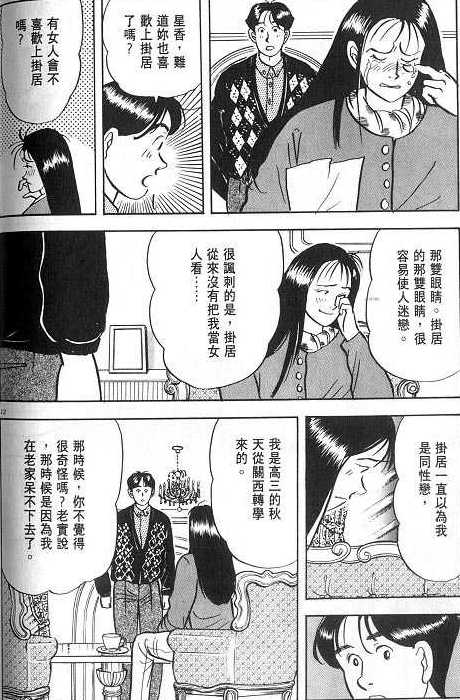 星香，難
道妳也喜
歡上掛居
了嗎？
有女人會不
喜歡上掛居
嗎？
那雙眼睛。掛居
的那雙眼睛，很
容易使人迷戀。
很諷刺的是，掛居
從來沒有把我當女
人看……
掛居一直以為我
是同性戀，
我是高三的秋
天從關西轉學
來的。
那時候，你不覺得
很奇怪嗎？老實說
，那時候是因為我
在老家呆不下去了。
12